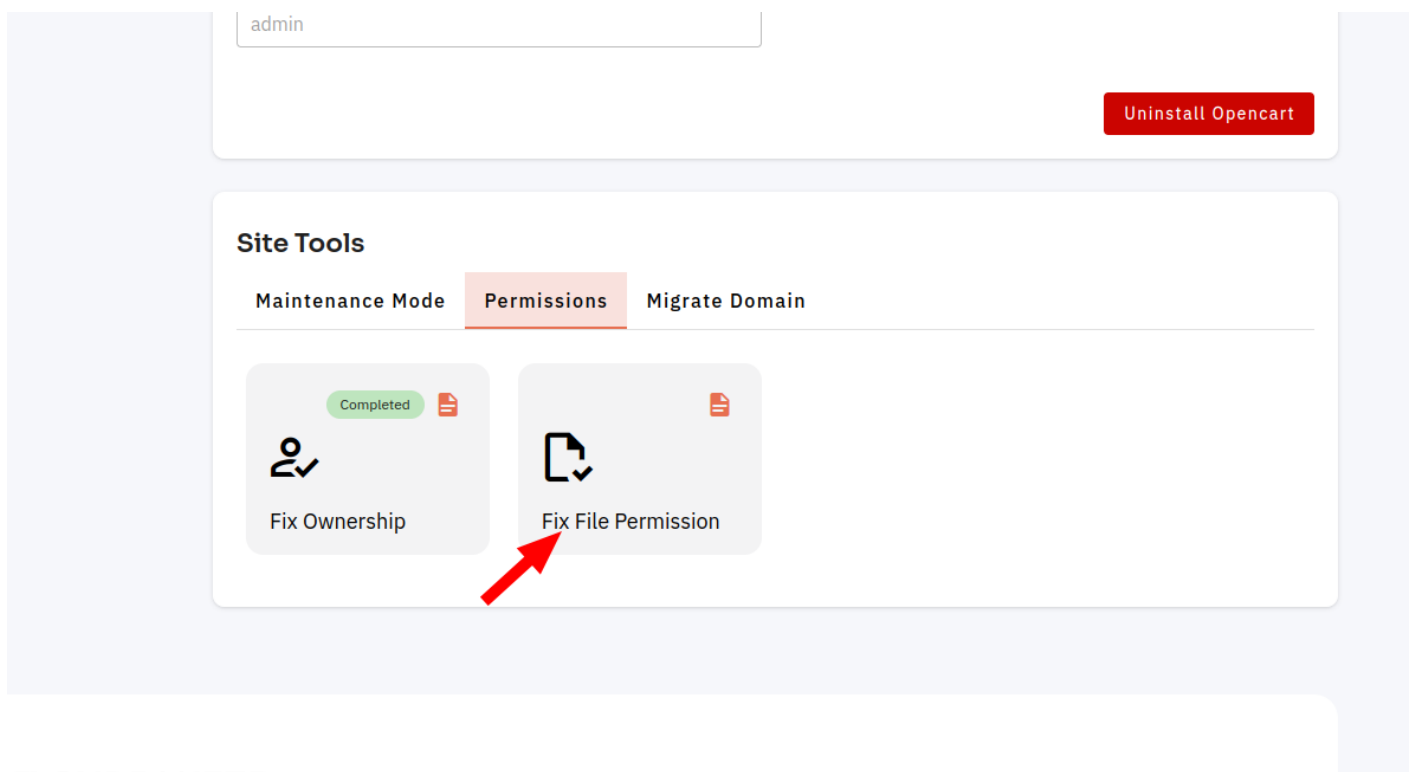 admin
Uninstall Opencart
Site Tools
Maintenance Mode Permissions Migrate Domain
Completed
Fix Ownership Fix File Permission